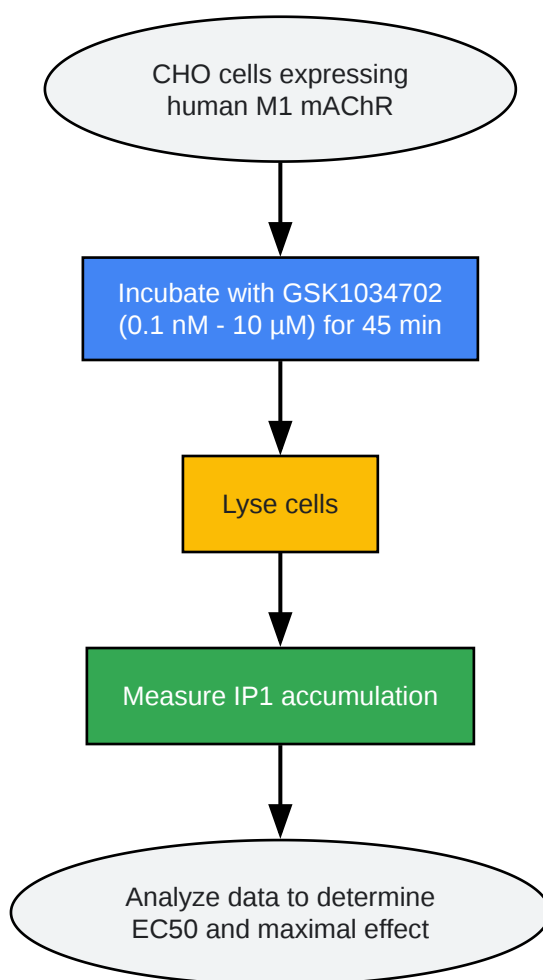 CHO cells expressing
human M1 mAChR
Incubate with GSK1034702
(0.1 nM - 10 µM) for 45 min
Lyse cells
Measure IP1 accumulation
Analyze data to determine
EC50 and maximal effect